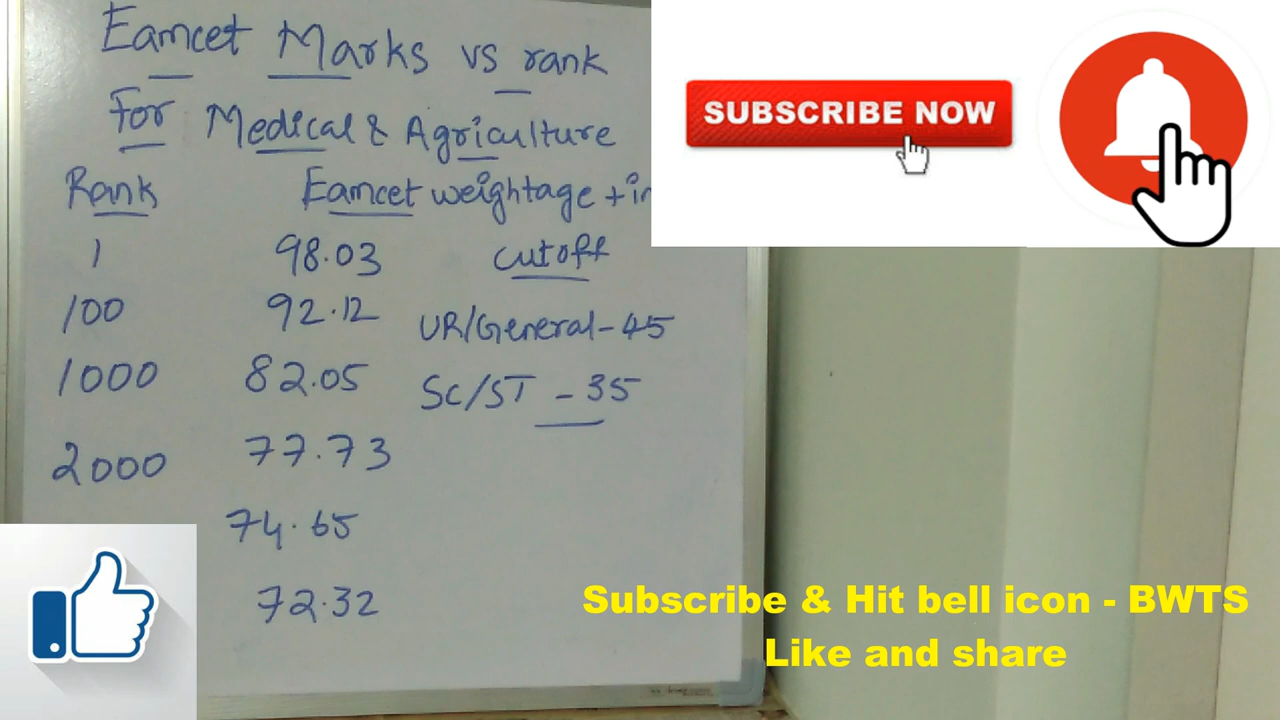 Eamcet Marks vs rank
For Medical & Agriculture
Rank Eamcet weightage +
1 98.03 cutoff
100 92.12 UR/General - 45
1000 82.05 SC/ST - 35
2000 77.73
74.65
72.32
SUBSCRIBE NOW
Subscribe & Hit bell icon - BWTS
Like and share